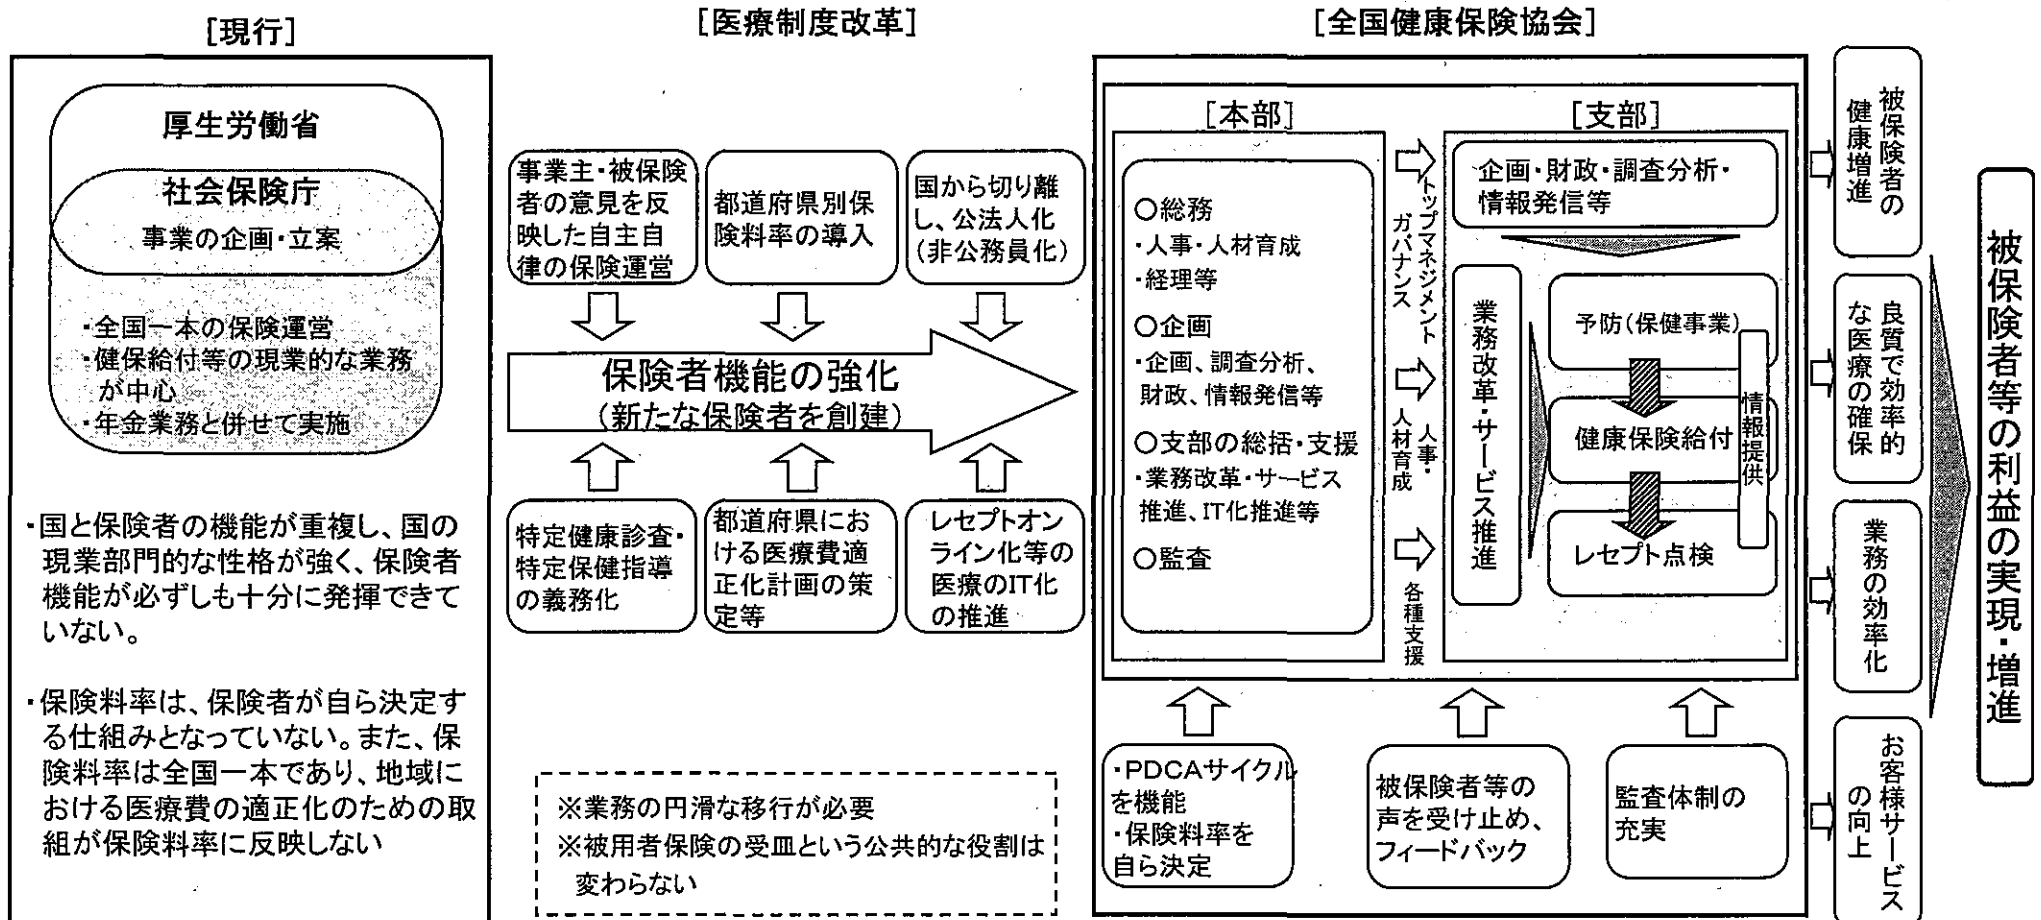 [現行]
厚生労働省
社会保険庁
事業の企画・立案
・全国一本の保険運営
・健保給付等の現業的な業務
が中心
・年金業務と併せて実施
・国と保険者の機能が重複し、国の
現業部門的な性格が強く、保険者
機能が必ずしも十分に発揮できて
いない。
・保険料率は、保険者が自ら決定す
る仕組みとなっていない。また、保
険料率は全国一本であり、地域に
おける医療費の適正化のための取
組が保険料率に反映しない
[医療制度改革]
事業主・被保険
者の意見を反
映した自主自
律の保険運営
都道府県別保
険料率の導入
国から切り離
し、公法人化
(非公務員化)
保険者機能の強化
(新たな保険者を創建)
特定健康診査・
特定保健指導
の義務化
都道府県にお
ける医療費適
正化計画の策
定等
レセプトオン
ライン化等の
医療のIT化
の推進
※業務の円滑な移行が必要
※被用者保険の受皿という公共的な役割は
変わらない
[全国健康保険協会]
[本部]
○総務
・人事・人材育成
・経理等
○企画
・企画、調査分析、
財政、情報発信等
○支部の総括・支援
・業務改革・サービス
推進、IT化推進等
○監査
トップマネジメント
ガバナンス
人事・
人材育成
各種支援
[支部]
企画・財政・調査分析・
情報発信等
業務改革・サービス推進
予防(保健事業)
健康保険給付
レセプト点検
情報提供
・PDCAサイクル
を機能
・保険料率を
自ら決定
被保険者等の
声を受け止め、
フィードバック
監査体制の
充実
被保険者の
健康増進
良質で効率的
な医療の確保
業務の効率化
お客様サービス
の向上
被保険者等の利益の実現・増進